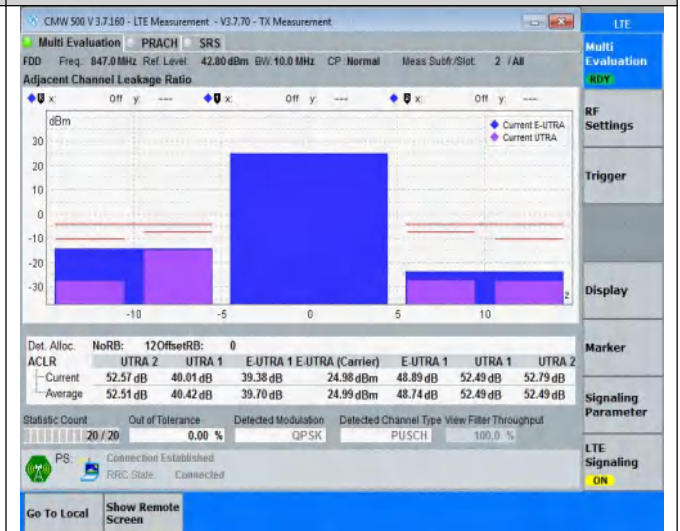 CMW 500 V 3.7.160 - LTE Measurement - V3.7.70 - TX Measurement
LTE
Multi Evaluation PRACH SRS
Multi Evaluation
RDY
FDD Freq.: 847.0 MHz Ref. Level: 42.80 dBm BW: 10.0 MHz CP: Normal Meas Subfr./Slot: 2 / All
Adjacent Channel Leakage Ratio
x: Off y: --- x: Off y: --- x: Off y: ---
RF Settings
dBm
Current E-UTRA
Current UTRA
30
20
10
0
-10
-20
-30
-10 -5 0 5 10
Trigger
Display
Marker
Det. Alloc. NoRB: 12OffsetRB: 0
ACLR UTRA 2 UTRA 1 E-UTRA 1 E-UTRA (Carrier) E-UTRA 1 UTRA 1 UTRA 2
Current 52.57 dB 40.01 dB 39.38 dB 24.98 dBm 48.89 dB 52.49 dB 52.79 dB
Average 52.51 dB 40.42 dB 39.70 dB 24.99 dBm 48.74 dB 52.49 dB 52.49 dB
Signaling Parameter
Statistic Count Out of Tolerance Detected Modulation Detected Channel Type View Filter Throughput
20 / 20 0.00 % QPSK PUSCH 100.0 %
PS: Connection Established
RRC State: Connected
LTE Signaling
ON
Go To Local
Show Remote Screen